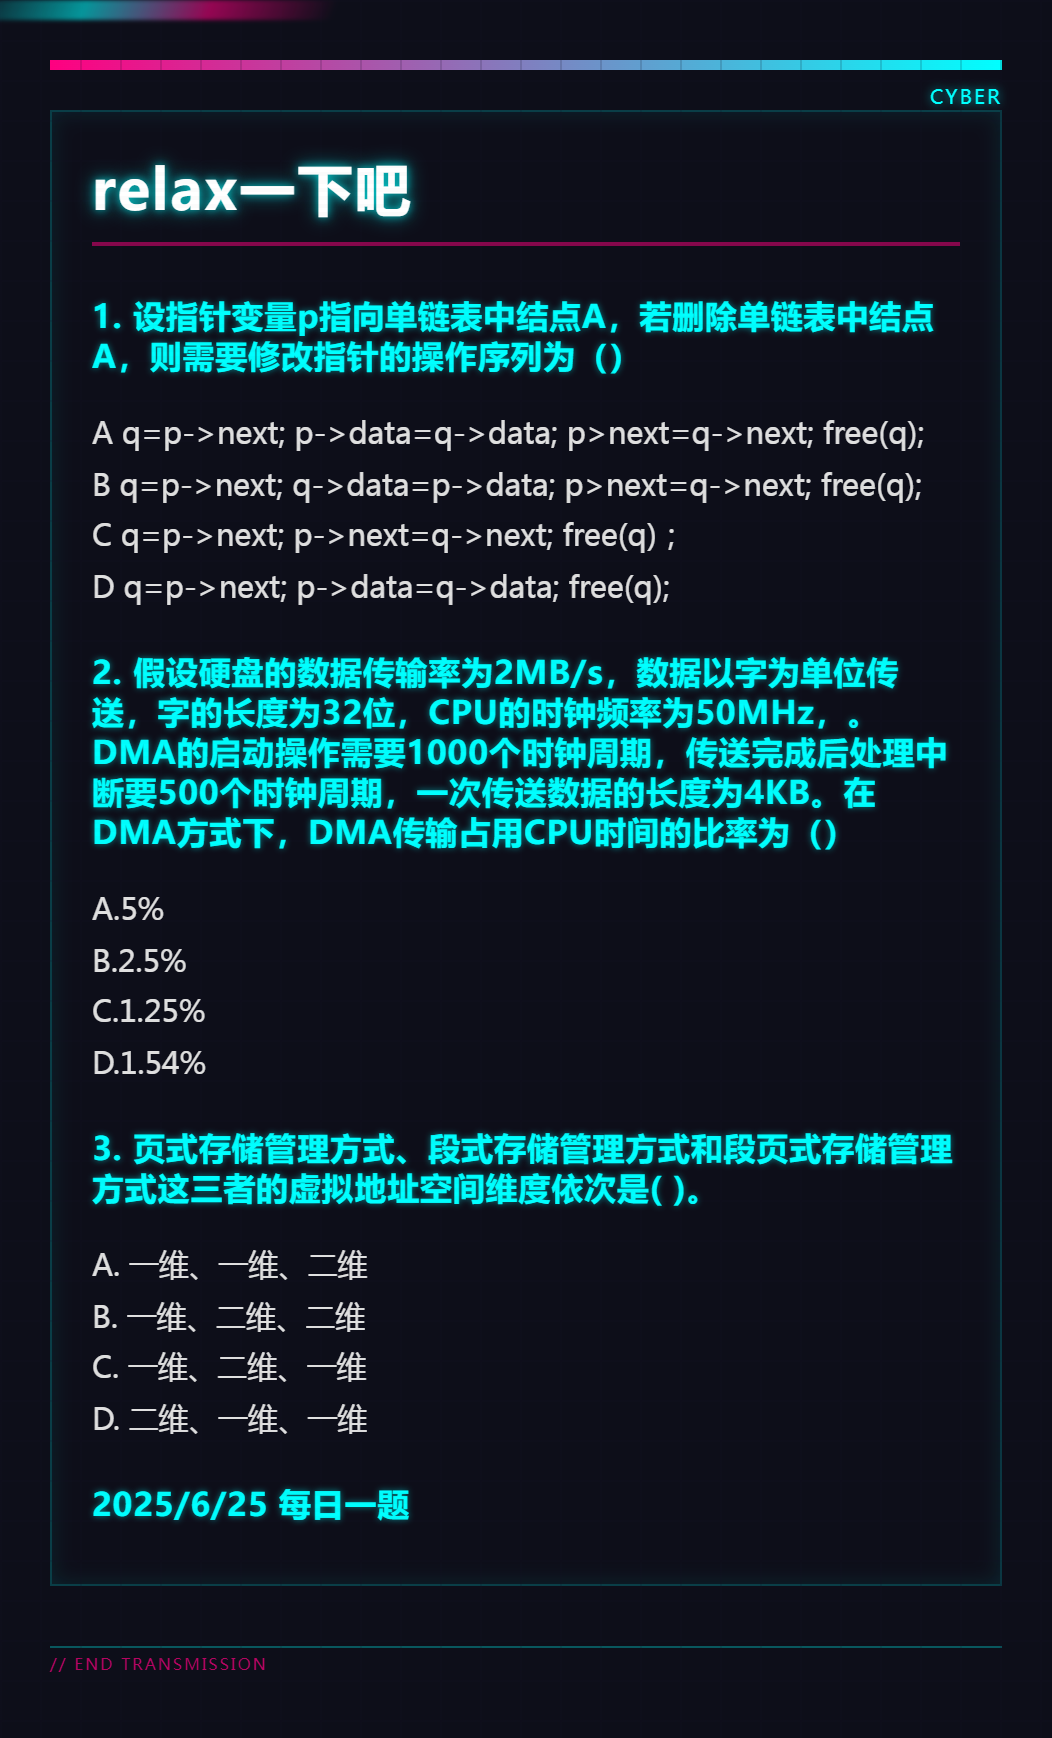 CYBER
relax一下吧
1. 设指针变量p指向单链表中结点A，若删除单链表中结点
A，则需要修改指针的操作序列为（）
A q=p->next; p->data=q->data; p>next=q->next; free(q);
B q=p->next; q->data=p->data; p>next=q->next; free(q);
C q=p->next; p->next=q->next; free(q)；
D q=p->next; p->data=q->data; free(q);
2. 假设硬盘的数据传输率为2MB/s，数据以字为单位传
送，字的长度为32位，CPU的时钟频率为50MHz，。
DMA的启动操作需要1000个时钟周期，传送完成后处理中
断要500个时钟周期，一次传送数据的长度为4KB。在
DMA方式下，DMA传输占用CPU时间的比率为（）
A.5%
B.2.5%
C.1.25%
D.1.54%
3. 页式存储管理方式、段式存储管理方式和段页式存储管理
方式这三者的虚拟地址空间维度依次是( )。
A. 一维、一维、二维
B. 一维、二维、二维
C. 一维、二维、一维
D. 二维、一维、一维
2025/6/25 每日一题
// END TRANSMISSION